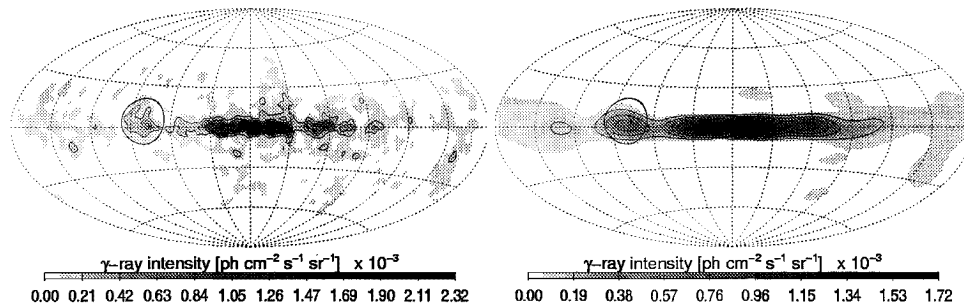 γ-ray intensity [ph cm⁻² s⁻¹ sr⁻¹] x 10⁻³
0.00 0.21 0.42 0.63 0.84 1.05 1.26 1.47 1.69 1.90 2.11 2.32
γ-ray intensity [ph cm⁻² s⁻¹ sr⁻¹] x 10⁻³
0.00 0.19 0.38 0.57 0.76 0.96 1.15 1.34 1.53 1.72